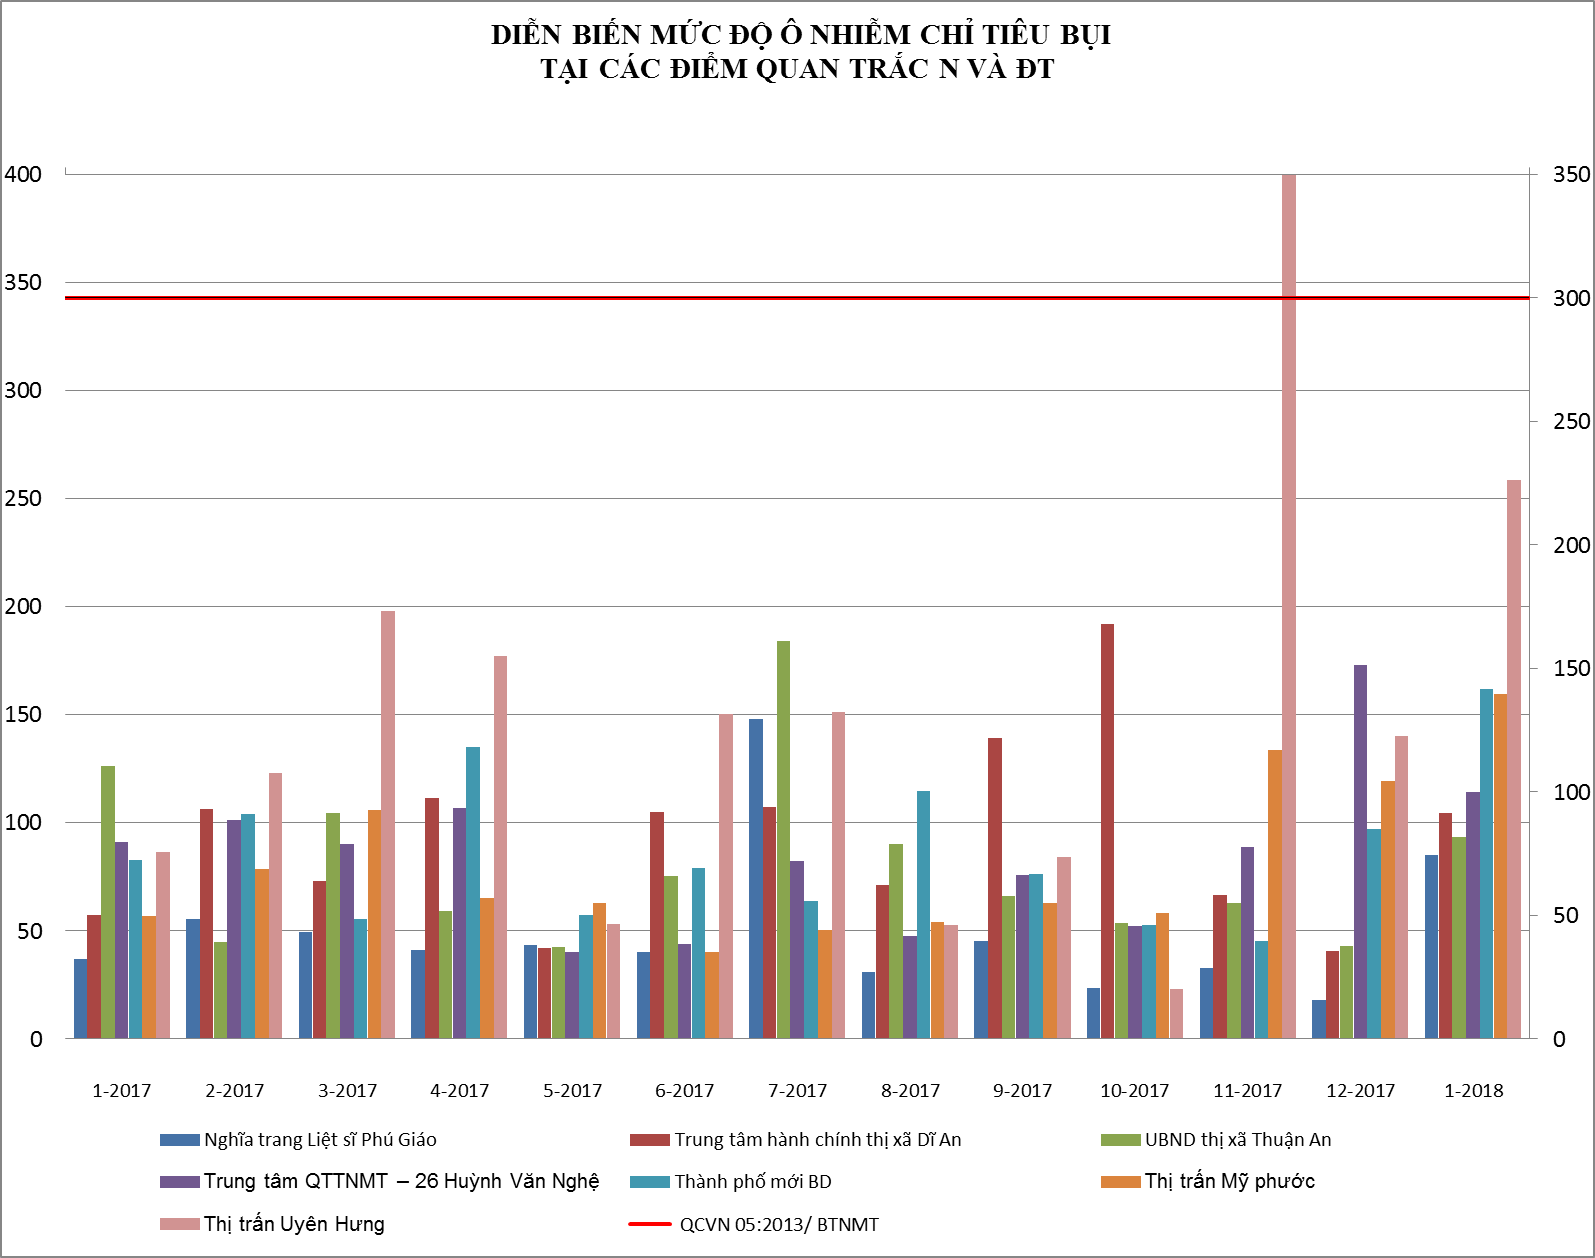 DIỄN BIẾN MỨC ĐỘ Ô NHIỄM CHỈ TIÊU BỤI
TẠI CÁC ĐIỂM QUAN TRẮC N VÀ ĐT
400
350
300
250
200
150
100
50
0
350
300
250
200
150
100
50
0
1-2017 2-2017 3-2017 4-2017 5-2017 6-2017 7-2017 8-2017 9-2017 10-2017 11-2017 12-2017 1-2018
Nghĩa trang Liệt sĩ Phú Giáo Trung tâm hành chính thị xã Dĩ An UBND thị xã Thuận An
Trung tâm QTTNMT – 26 Huỳnh Văn Nghệ Thành phố mới BD Thị trấn Mỹ phước
Thị trấn Uyên Hưng QCVN 05:2013/ BTNMT